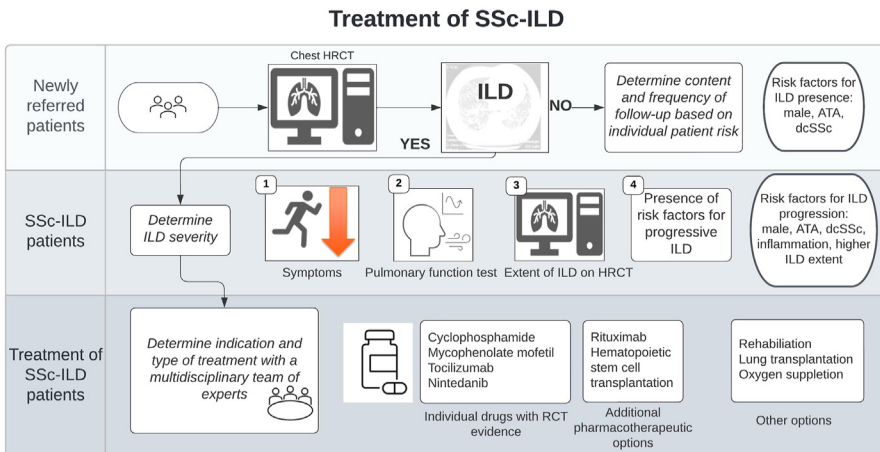 Treatment of SSc-ILD
Newly
referred
patients
Chest HRCT
ILD
YES
NO
Determine content
and frequency of
follow-up based on
individual patient risk
Risk factors for
ILD presence:
male, ATA,
dcSSc
SSc-ILD
patients
Determine
ILD severity
1
Symptoms
2
Pulmonary function test
3
Extent of ILD on HRCT
4
Presence of
risk factors for
progressive
ILD
Risk factors for ILD
progression:
male, ATA, dcSSc,
inflammation, higher
ILD extent
Treatment of
SSc-ILD
patients
Determine indication and
type of treatment with a
multidisciplinary team of
experts
Cyclophosphamide
Mycophenolate mofetil
Tocilizumab
Nintedanib
Individual drugs with RCT
evidence
Rituximab
Hematopoietic
stem cell
transplantation
Additional
pharmacotherapeutic
options
Rehabiliation
Lung transplantation
Oxygen suppletion
Other options